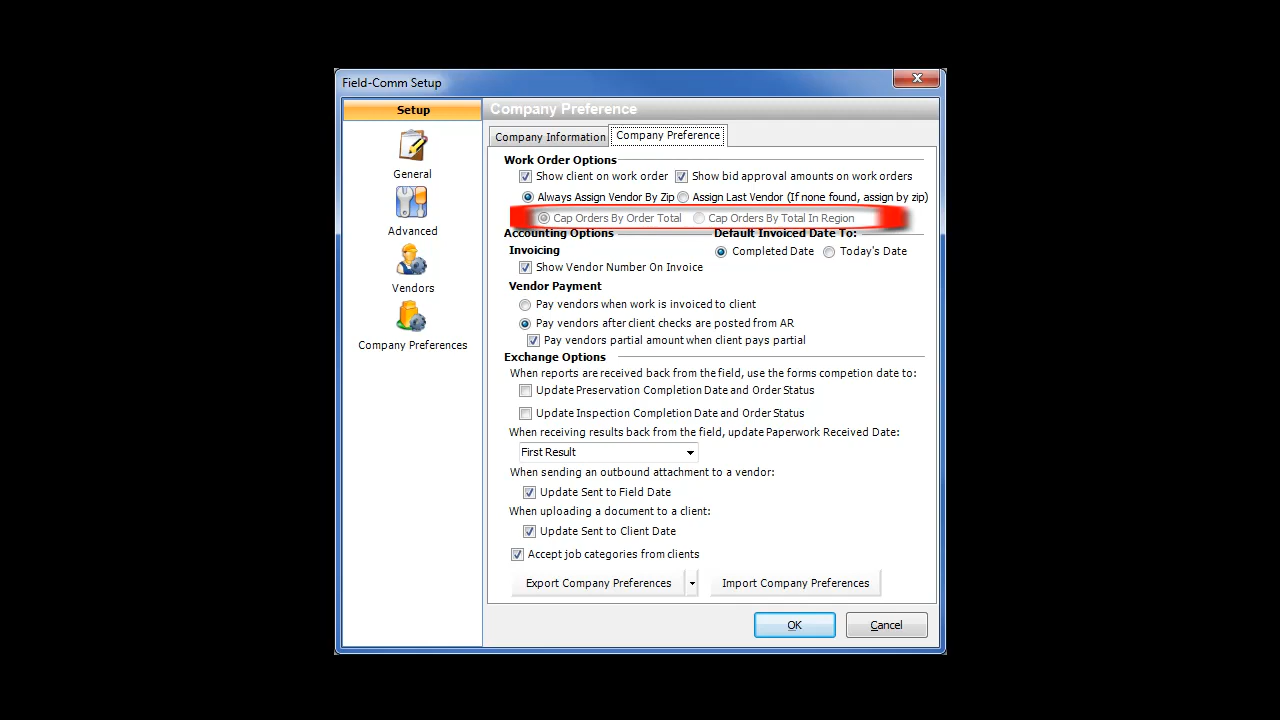 Field-Comm Setup
Setup
General
Advanced
Vendors
Company Preferences
Company Preference
Company Information Company Preference
Work Order Options
Show client on work order Show bid approval amounts on work orders
Always Assign Vendor By Zip Assign Last Vendor (If none found, assign by zip)
Cap Orders By Order Total Cap Orders By Total In Region
Accounting Options Default Invoiced Date To:
Invoicing Completed Date Today's Date
Show Vendor Number On Invoice
Vendor Payment
Pay vendors when work is invoiced to client
Pay vendors after client checks are posted from AR
Pay vendors partial amount when client pays partial
Exchange Options
When reports are received back from the field, use the forms competion date to:
Update Preservation Completion Date and Order Status
Update Inspection Completion Date and Order Status
When receiving results back from the field, update Paperwork Received Date:
First Result
When sending an outbound attachment to a vendor:
Update Sent to Field Date
When uploading a document to a client:
Update Sent to Client Date
Accept job categories from clients
Export Company Preferences Import Company Preferences
OK Cancel